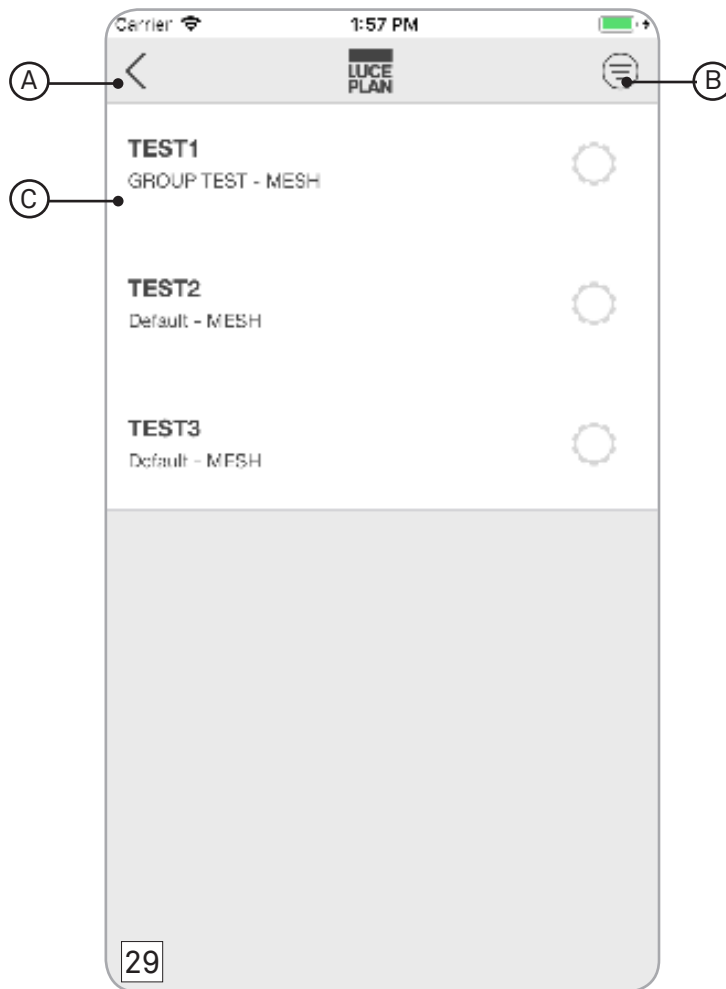 Carrier 1:57 PM
A
LUCE
PLAN
B
TEST1
GROUP TEST - MESH
C
TEST2
Default - MESH
TEST3
Default - MESH
29